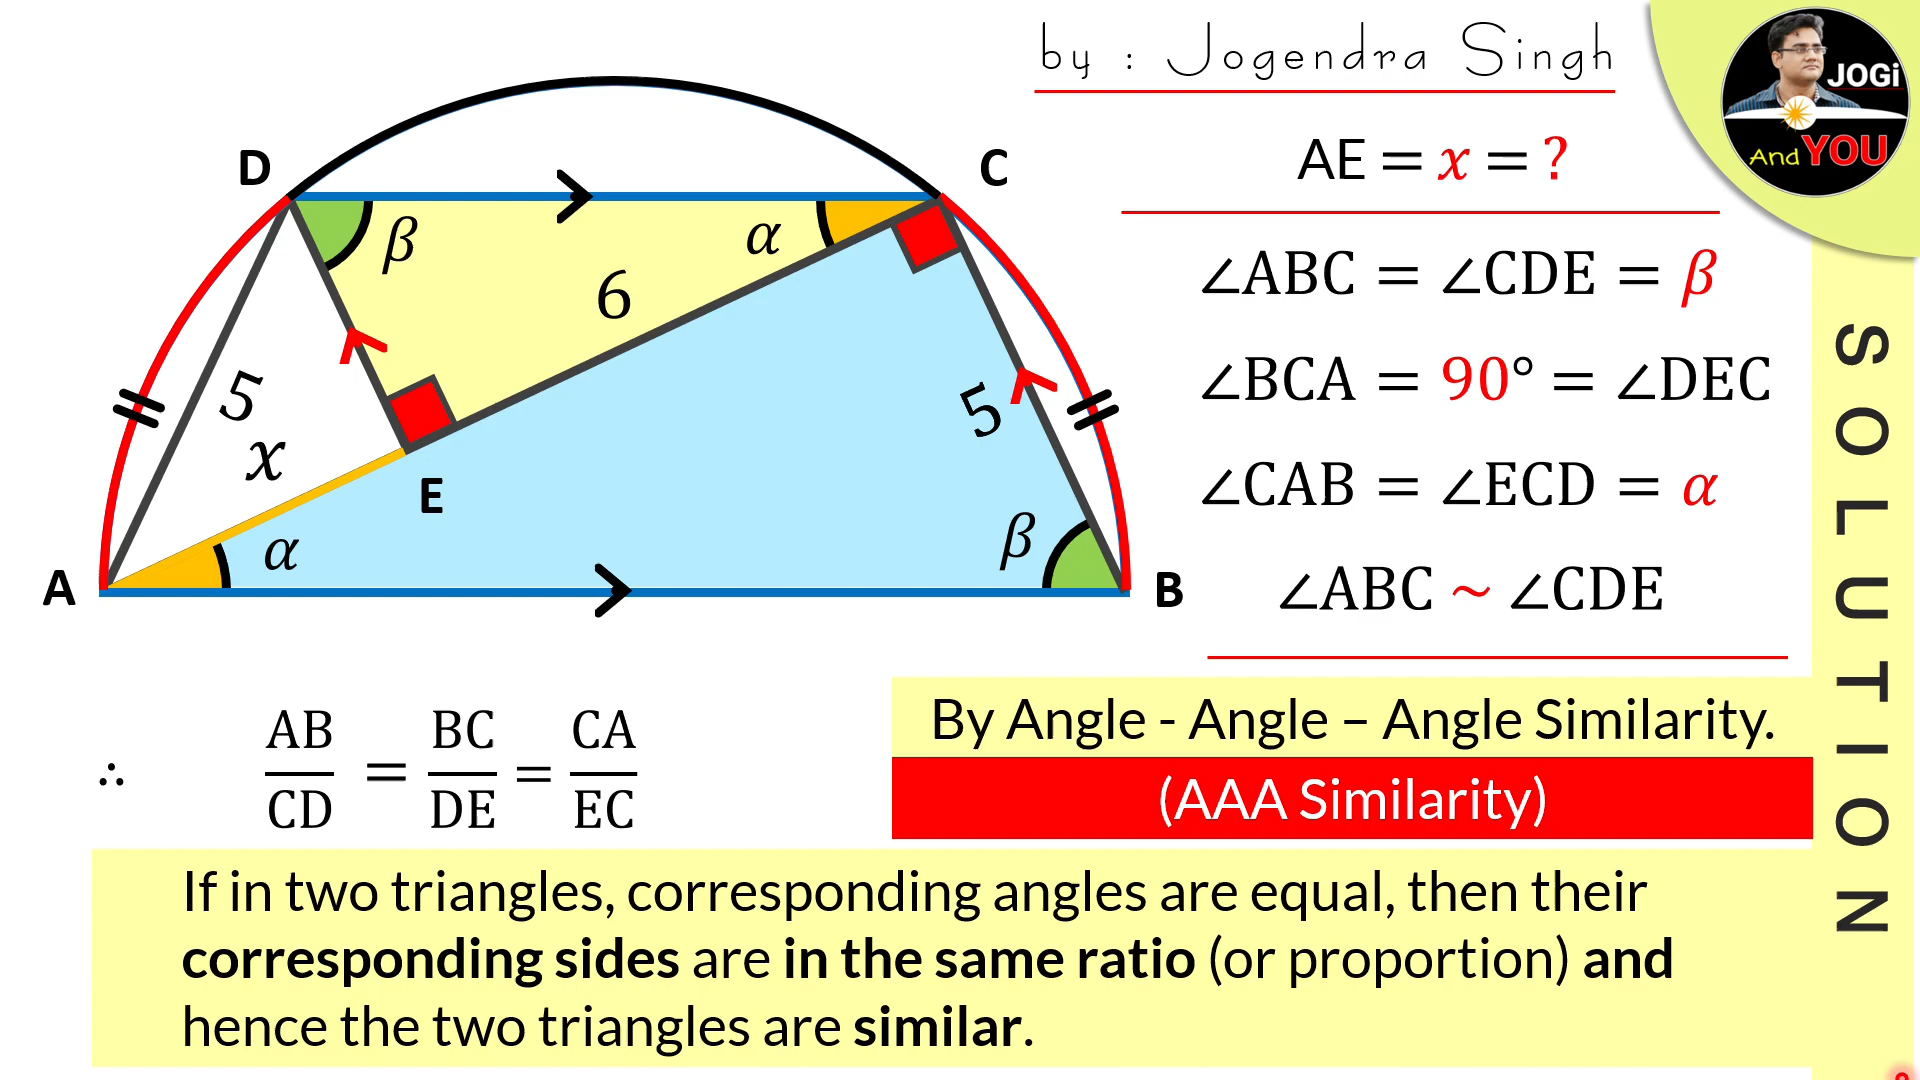 by : Jogendra Singh
JOGi
And YOU
AE = x = ?
∠ABC = ∠CDE = β
∠BCA = 90° = ∠DEC
∠CAB = ∠ECD = α
∠ABC ~ ∠CDE
D
C
β
α
6
5
x
5
E
α
β
A
B
∴ AB/CD = BC/DE = CA/EC
By Angle - Angle – Angle Similarity.
(AAA Similarity)
If in two triangles, corresponding angles are equal, then their
corresponding sides are in the same ratio (or proportion) and
hence the two triangles are similar.
SOLUTION